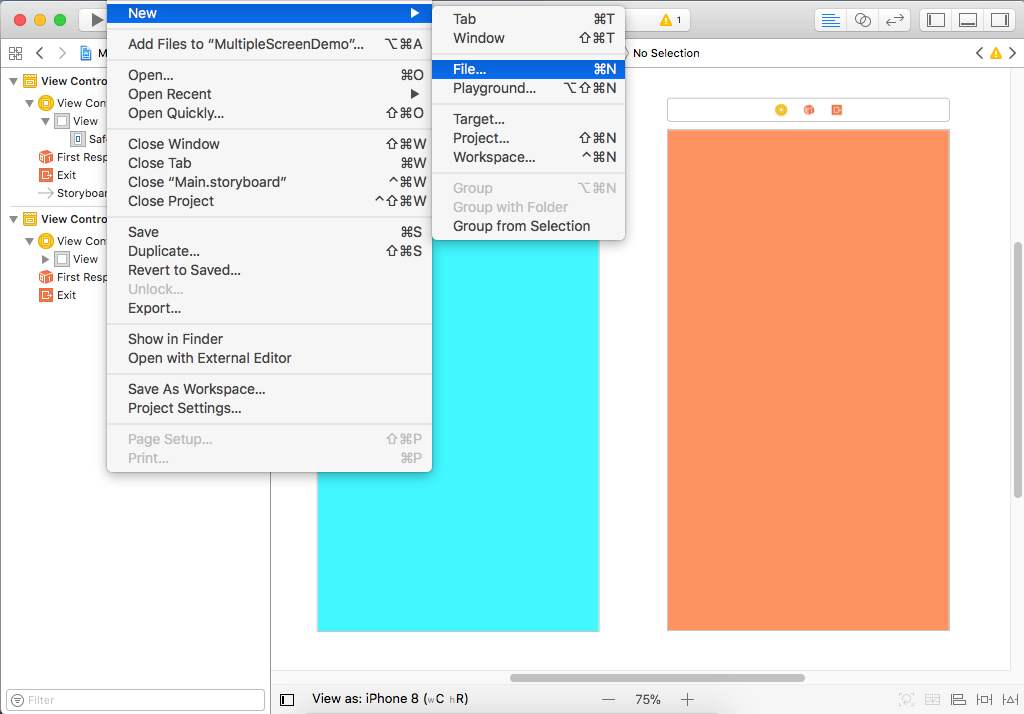 New
Tab ⌘T
Window ⇧⌘T
File... ⌘N
Playground... ⌥⇧⌘N
Target...
Project... ⇧⌘N
Workspace... ^⌘N
Group ⌥⌘N
Group with Folder
Group from Selection
Add Files to “MultipleScreenDemo”... ⌥⌘A
Open... ⌘O
Open Recent
Open Quickly... ⇧⌘O
Close Window ⇧⌘W
Close Tab ⌘W
Close “Main.storyboard” ^⌘W
Close Project ^⇧⌘W
Save ⌘S
Duplicate... ⇧⌘S
Revert to Saved...
Unlock...
Export...
Show in Finder
Open with External Editor
Save As Workspace...
Project Settings...
Page Setup... ⇧⌘P
Print... ⌘P
1
M
No Selection
View Contro
View Con
View
Safe
First Resp
Exit
Storyboar
View Contro
View Con
View
First Resp
Exit
Filter
View as: iPhone 8 (wC hR)
75%